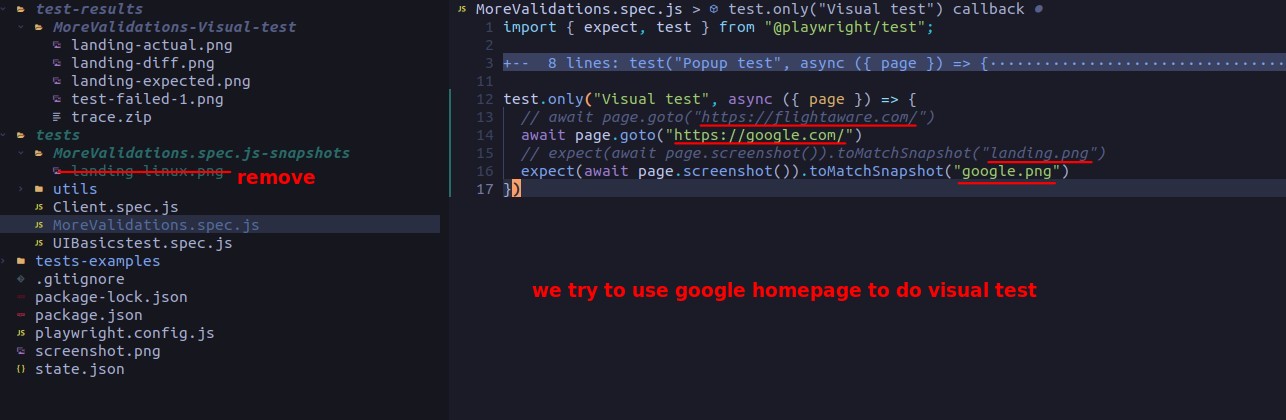 test-results
MoreValidations-Visual-test
landing-actual.png
landing-diff.png
landing-expected.png
test-failed-1.png
trace.zip
tests
MoreValidations.spec.js-snapshots
landing-linux.png remove
utils
JS Client.spec.js
JS MoreValidations.spec.js
JS UIBasicstest.spec.js
tests-examples
.gitignore
package-lock.json
package.json
JS playwright.config.js
screenshot.png
{} state.json
JS MoreValidations.spec.js > test.only("Visual test") callback
1 import { expect, test } from "@playwright/test";
2
3 +-- 8 lines: test("Popup test", async ({ page }) => {································
11
12 test.only("Visual test", async ({ page }) => {
13 // await page.goto("https://flightaware.com/")
14 await page.goto("https://google.com/")
15 // expect(await page.screenshot()).toMatchSnapshot("landing.png")
16 expect(await page.screenshot()).toMatchSnapshot("google.png")
17 })
we try to use google homepage to do visual test